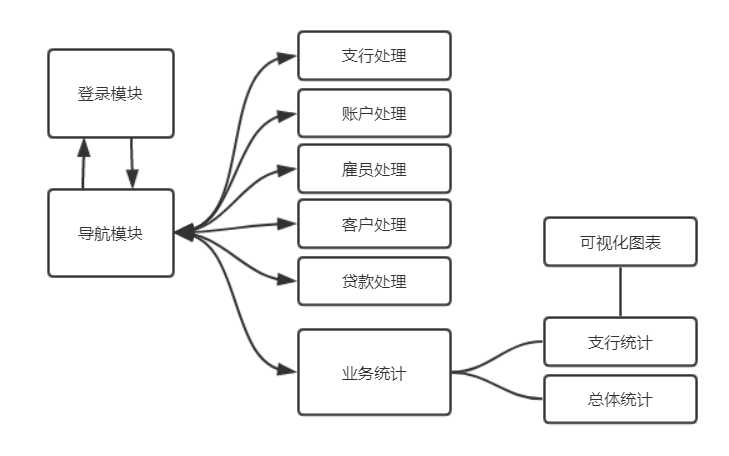 登录模块
导航模块
支行处理
账户处理
雇员处理
客户处理
贷款处理
业务统计
可视化图表
支行统计
总体统计